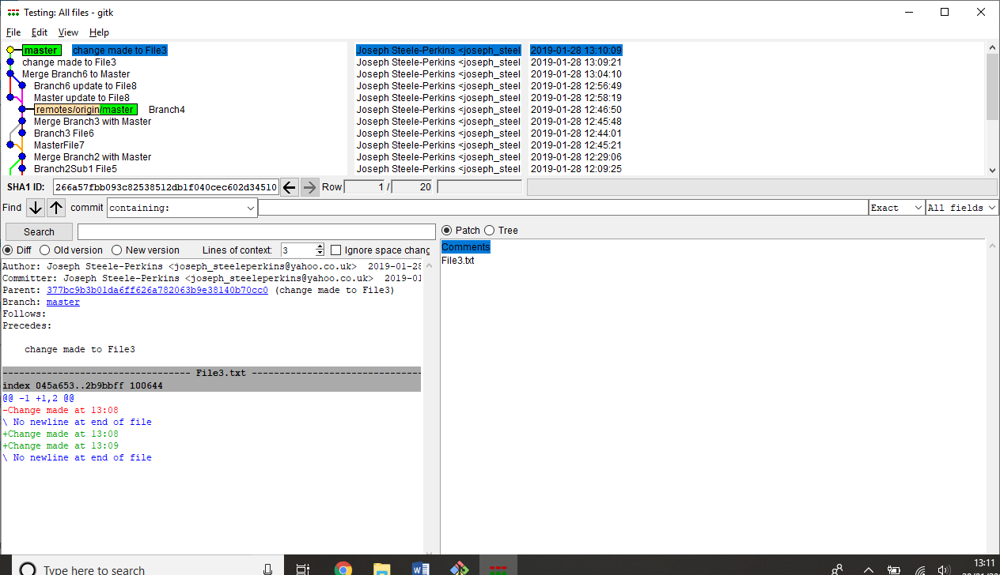 Testing: All files - gitk
File Edit View Help
master change made to File3 Joseph Steele-Perkins <joseph_steel 2019-01-28 13:10:09
change made to File3 Joseph Steele-Perkins <joseph_steel 2019-01-28 13:09:21
Merge Branch6 to Master Joseph Steele-Perkins <joseph_steel 2019-01-28 13:04:10
Branch6 update to File8 Joseph Steele-Perkins <joseph_steel 2019-01-28 12:56:49
Master update to File8 Joseph Steele-Perkins <joseph_steel 2019-01-28 12:58:19
remotes/origin/master Branch4 Joseph Steele-Perkins <joseph_steel 2019-01-28 12:46:50
Merge Branch3 with Master Joseph Steele-Perkins <joseph_steel 2019-01-28 12:45:48
Branch3 File6 Joseph Steele-Perkins <joseph_steel 2019-01-28 12:44:01
MasterFile7 Joseph Steele-Perkins <joseph_steel 2019-01-28 12:45:21
Merge Branch2 with Master Joseph Steele-Perkins <joseph_steel 2019-01-28 12:29:06
Branch2Sub1 File5 Joseph Steele-Perkins <joseph_steel 2019-01-28 12:09:25
SHA1 ID: 266a57fbb093c82538512db1f040cec602d34510 Row 1 / 20
Find commit containing: Exact All fields
Search Patch Tree
Diff Old version New version Lines of context: 3 Ignore space chang
Comments
File3.txt
Author: Joseph Steele-Perkins <joseph_steeleperkins@yahoo.co.uk> 2019-01-28
Committer: Joseph Steele-Perkins <joseph_steeleperkins@yahoo.co.uk> 2019-01
Parent: 377bc9b3b01da6ff626a782063b9e38140b70cc0 (change made to File3)
Branch: master
Follows:
Precedes:
change made to File3
---------------------------------- File3.txt -------------------------------
index 045a653..2b9bbff 100644
@@ -1 +1,2 @@
-Change made at 13:08
\ No newline at end of file
+Change made at 13:08
+Change made at 13:09
\ No newline at end of file
Type here to search
13:11